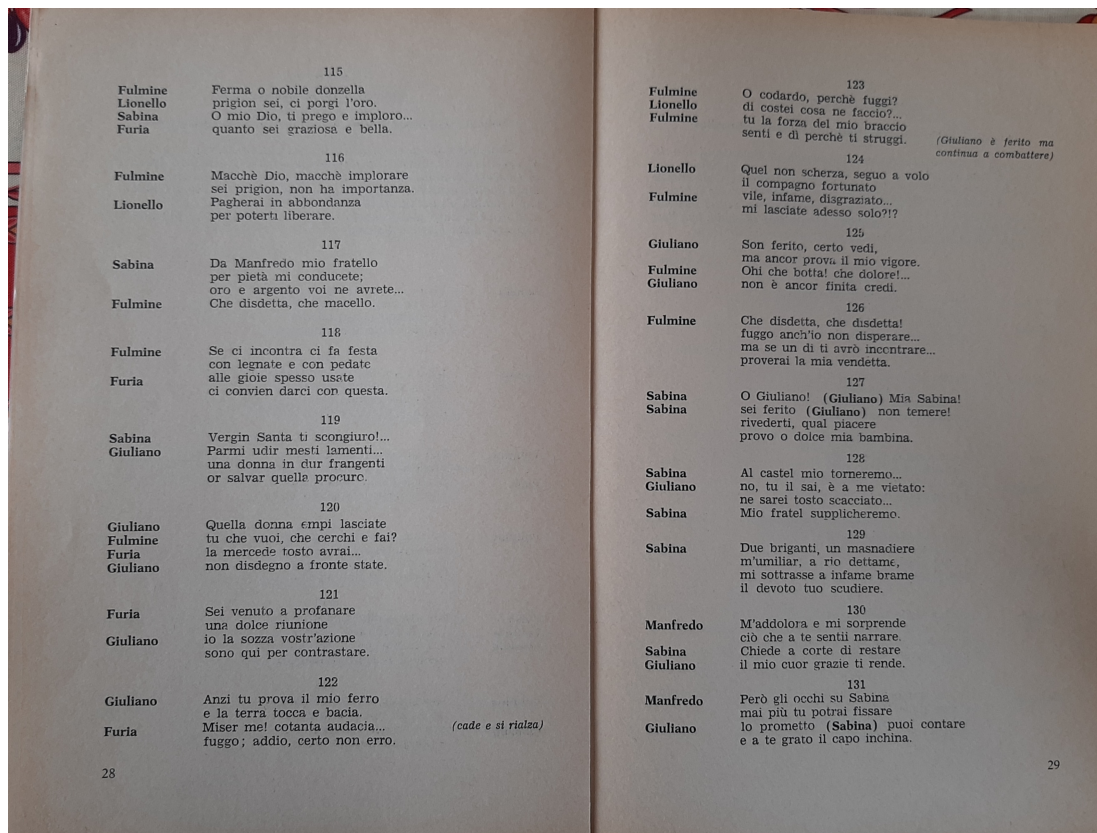 115
Fulmine Ferma o nobile donzella
Lionello prigion sei, ci porgi l'oro.
Sabina O mio Dio, ti prego e imploro...
Furia quanto sei graziosa e bella.
116
Fulmine Macchè Dio, macchè implorare
sei prigion, non ha importanza.
Lionello Pagherai in abbondanza
per poterti liberare.
117
Sabina Da Manfredo mio fratello
per pietà mi conducete;
oro e argento voi ne avrete...
Fulmine Che disdetta, che macello.
118
Fulmine Se ci incontra ci fa festa
con legnate e con pedate
Furia alle gioie spesso usate
ci convien darci con questa.
119
Sabina Vergin Santa ti scongiuro!...
Giuliano Parmi udir mesti lamenti...
una donna in dur frangenti
or salvar quella procuro.
120
Giuliano Quella donna empi lasciate
Fulmine tu che vuoi, che cerchi e fai?
Furia la mercede tosto avrai...
Giuliano non disdegno a fronte state.
121
Furia Sei venuto a profanare
una dolce riunione
Giuliano io la sozza vostr'azione
sono qui per contrastare.
122
Giuliano Anzi tu prova il mio ferro
e la terra tocca e bacia.
Furia Miser me! cotanta audacia... (cade e si rialza)
fuggo; addio, certo non erro.
28
123
Fulmine O codardo, perchè fuggi?
Lionello di costei cosa ne faccio?...
Fulmine tu la forza del mio braccio
senti e dì perchè ti struggi. (Giuliano è ferito ma
continua a combattere)
124
Lionello Quel non scherza, seguo a volo
il compagno fortunato
Fulmine vile, infame, disgraziato...
mi lasciate adesso solo?!?
125
Giuliano Son ferito, certo vedi,
ma ancor prova il mio vigore.
Fulmine Ohi che botta! che dolore!...
Giuliano non è ancor finita credi.
126
Fulmine Che disdetta, che disdetta!
fuggo anch'io non disperare...
ma se un dì ti avrò incontrare...
proverai la mia vendetta.
127
Sabina O Giuliano! (Giuliano) Mia Sabina!
Sabina sei ferito (Giuliano) non temere!
rivederti, qual piacere
provo o dolce mia bambina.
128
Sabina Al castel mio torneremo...
Giuliano no, tu il sai, è a me vietato:
ne sarei tosto scacciato...
Sabina Mio fratel supplicheremo.
129
Sabina Due briganti, un masnadiere
m'umiliar, a rio dettame,
mi sottrasse a infame brame
il devoto tuo scudiere.
130
Manfredo M'addolora e mi sorprende
ciò che a te sentii narrare.
Sabina Chiede a corte di restare
Giuliano il mio cuor grazie ti rende.
131
Manfredo Però gli occhi su Sabina
mai più tu potrai fissare
Giuliano lo prometto (Sabina) puoi contare
e a te grato il capo inchina.
29